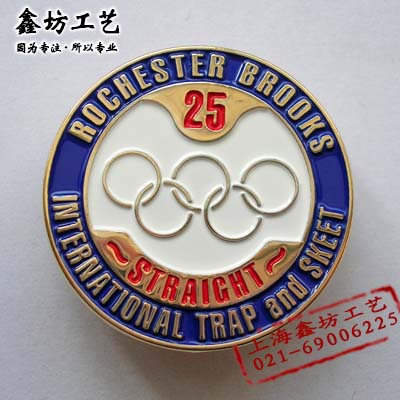 鑫坊工艺
因为专注·所以专业
ROCHESTER BROOKS
25
~STRAIGHT~
INTERNATIONAL TRAP and SKEET
上海鑫坊工艺
021-69006225